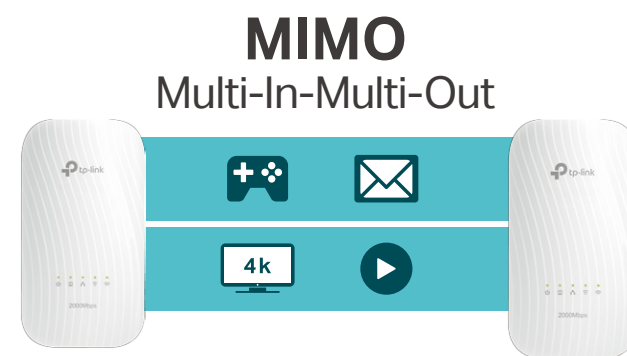 MIMO
Multi-In-Multi-Out
tp-link
tp-link
4k
2000Mbps
2000Mbps